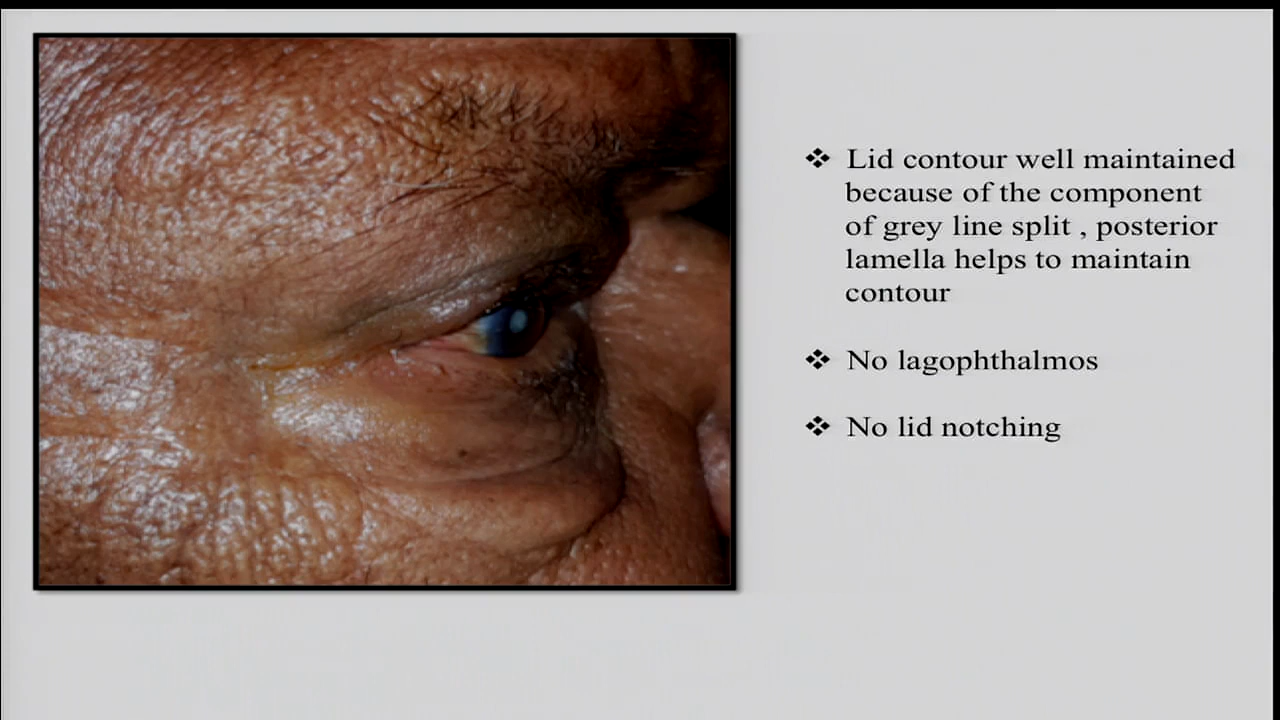 ❖ Lid contour well maintained
because of the component
of grey line split , posterior
lamella helps to maintain
contour
❖ No lagophthalmos
❖ No lid notching